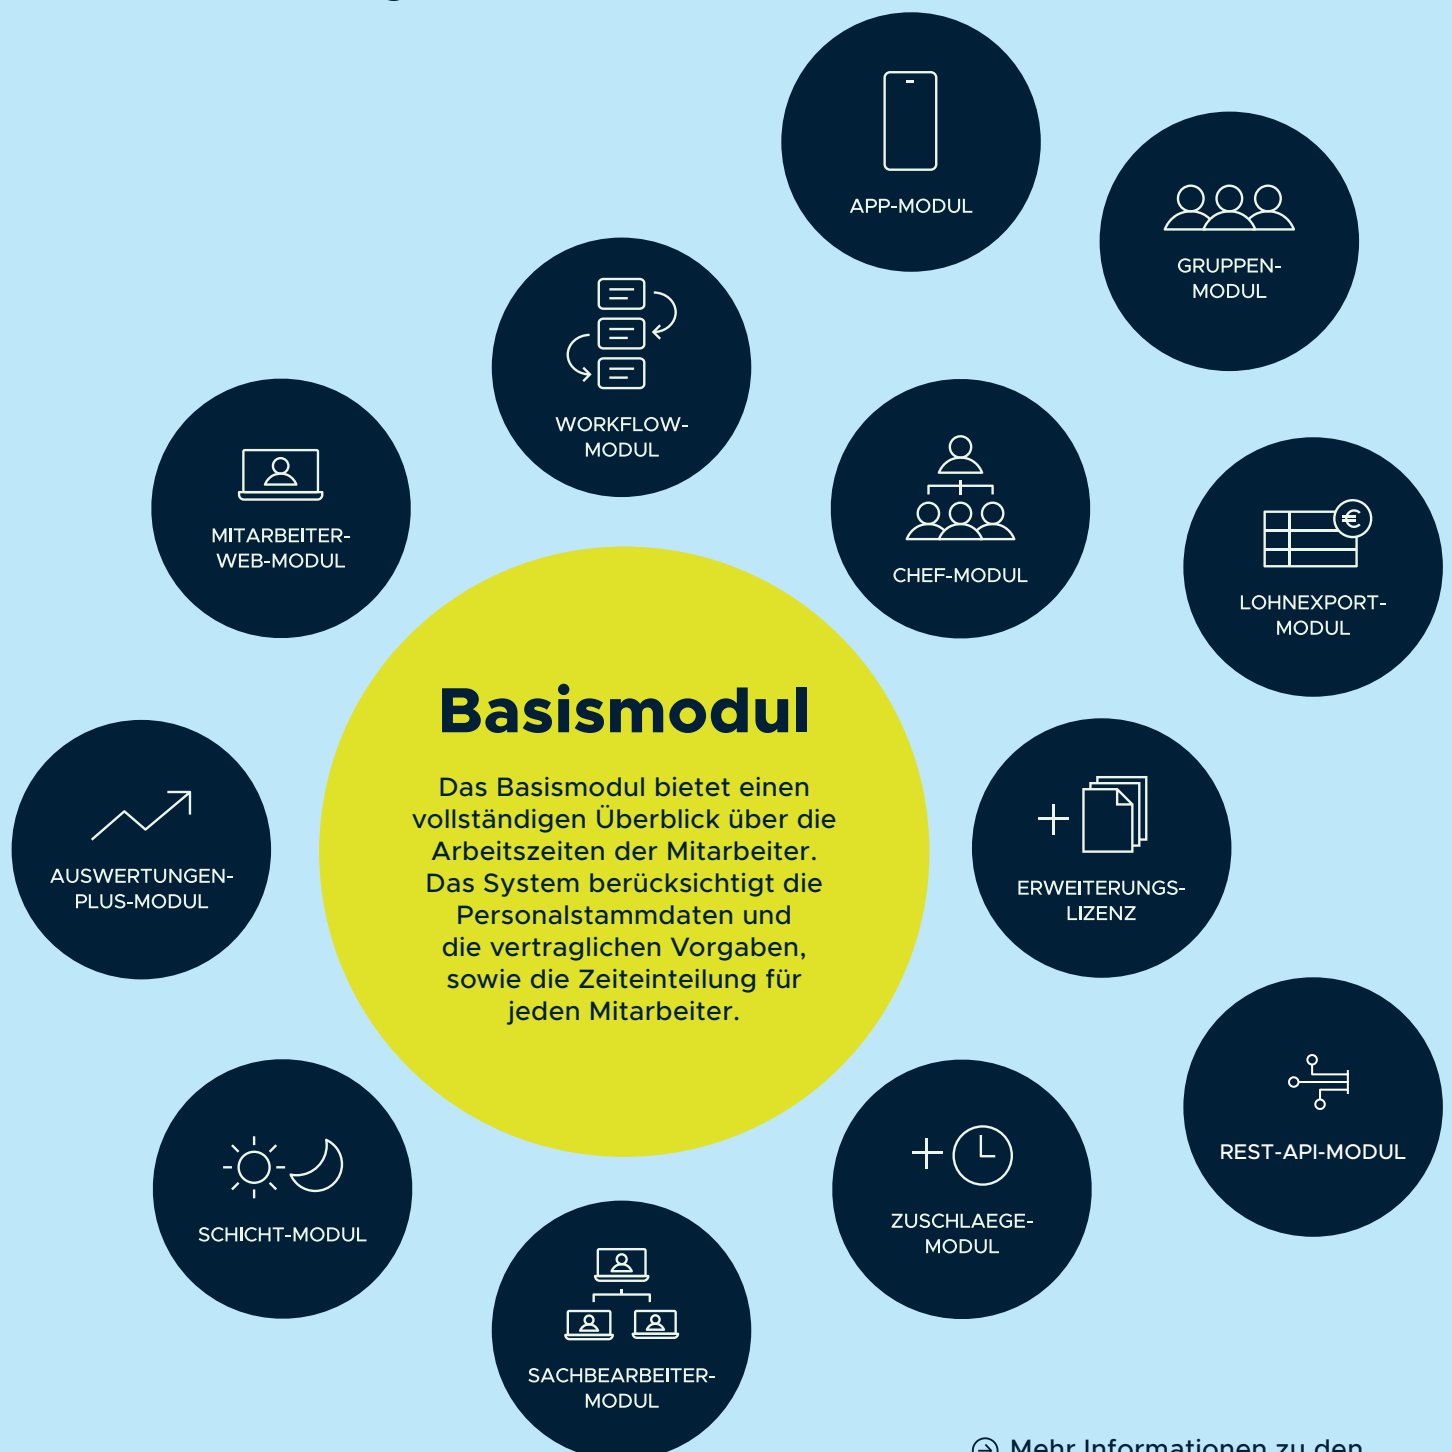 APP-MODUL
GRUPPEN-
MODUL
WORKFLOW-
MODUL
MITARBEITER-
WEB-MODUL
CHEF-MODUL
LOHNEXPORT-
MODUL
Basismodul
Das Basismodul bietet einen
vollständigen Überblick über die
Arbeitszeiten der Mitarbeiter.
Das System berücksichtigt die
Personalstammdaten und
die vertraglichen Vorgaben,
sowie die Zeiteinteilung für
jeden Mitarbeiter.
AUSWERTUNGEN-
PLUS-MODUL
ERWEITERUNGS-
LIZENZ
REST-API-MODUL
SCHICHT-MODUL
ZUSCHLAEGE-
MODUL
SACHBEARBEITER-
MODUL
Mehr Informationen zu den